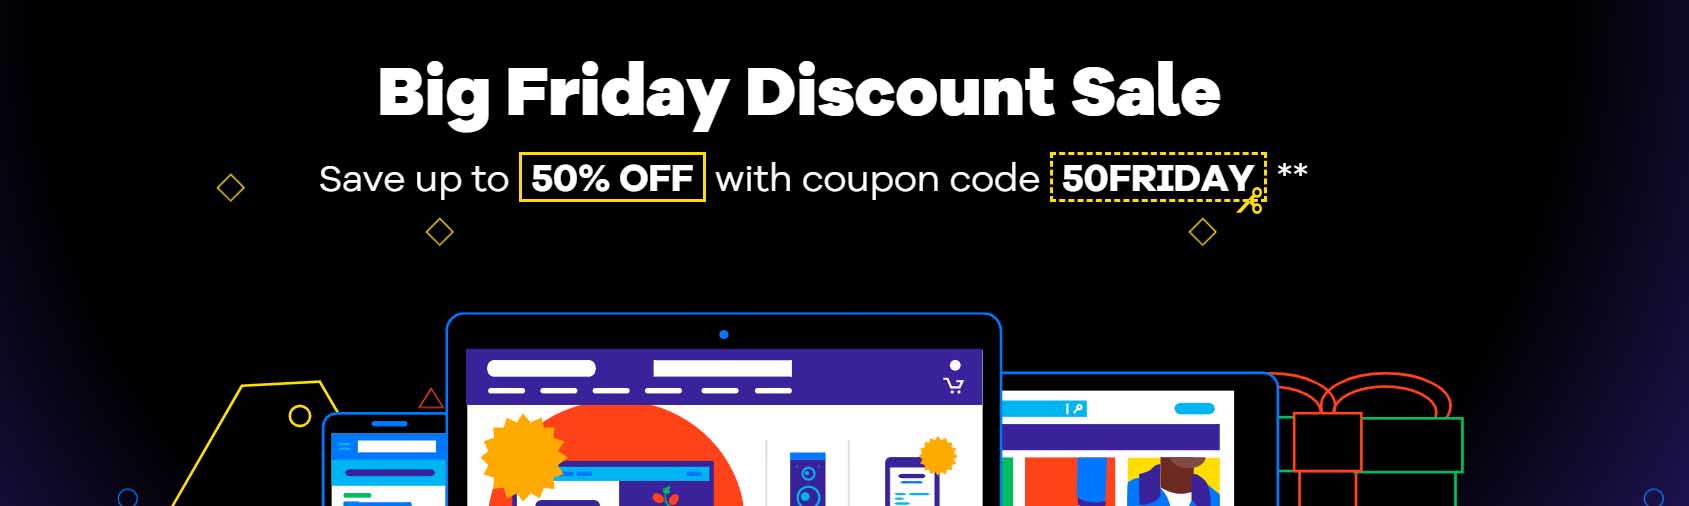 Big Friday Discount Sale
Save up to 50% OFF with coupon code 50FRIDAY **